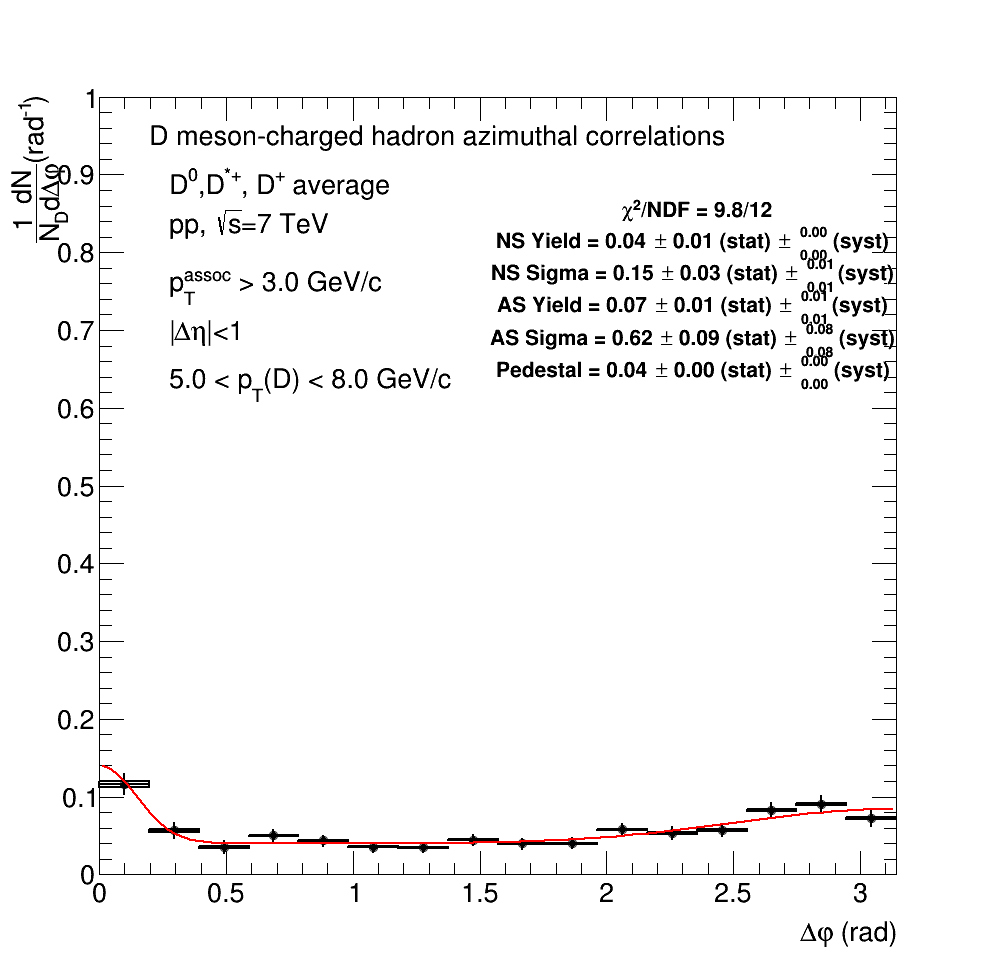 1 dN
N_D dΔφ (rad⁻¹)
1
0.9
0.8
0.7
0.6
0.5
0.4
0.3
0.2
0.1
0
D meson-charged hadron azimuthal correlations
D⁰,D*⁺, D⁺ average
pp, √s=7 TeV
p_T^assoc > 3.0 GeV/c
|Δη|<1
5.0 < p_T(D) < 8.0 GeV/c
χ²/NDF = 9.8/12
NS Yield = 0.04 ± 0.01 (stat) ± 0.00 0.00 (syst)
NS Sigma = 0.15 ± 0.03 (stat) ± 0.01 0.01 (syst)
AS Yield = 0.07 ± 0.01 (stat) ± 0.01 0.01 (syst)
AS Sigma = 0.62 ± 0.09 (stat) ± 0.08 0.08 (syst)
Pedestal = 0.04 ± 0.00 (stat) ± 0.00 0.00 (syst)
0 0.5 1 1.5 2 2.5 3
Δφ (rad)